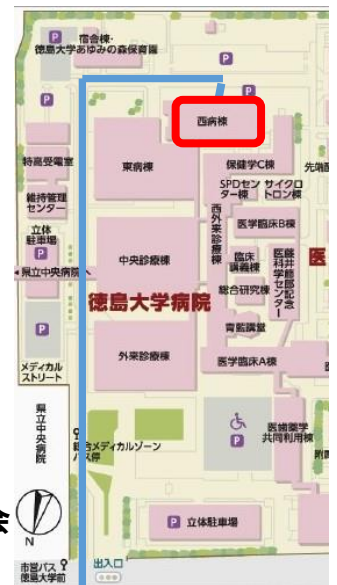 P
宿舎棟・
徳島大学あゆみの森保育園
P
P
P
P
西病棟
特高受電室
東病棟
保健学C棟
先端
SPDセン
ター棟
サイクロ
トロン棟
維持管理
センター
立体
駐車場
P
西外来診療棟
医学臨床B棟
県立中央病院へ
中央診療棟
臨床
講義棟
藤井節郎記念
医科学センター
医
総合研究棟
徳島大学病院
P
青藍講堂
外来診療棟
医学臨床A棟
メディカル
ストリート
県立中央病院
P
医歯薬学
共同利用棟
総合メディカルゾーン
バス停
附
会
N
P 立体駐車場
市営バス
徳島大学前
出入口